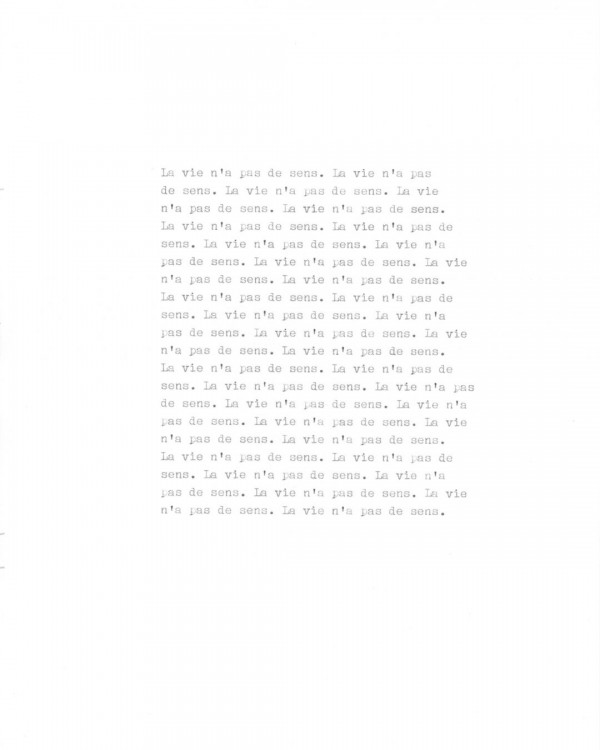 La vie n'a pas de sens. La vie n'a pas
de sens. La vie n'a pas de sens. La vie
n'a pas de sens. La vie n'a pas de sens.
La vie n'a pas de sens. La vie n'a pas de
sens. La vie n'a pas de sens. La vie n'a
pas de sens. La vie n'a pas de sens. La vie
n'a pas de sens. La vie n'a pas de sens.
La vie n'a pas de sens. La vie n'a pas de
sens. La vie n'a pas de sens. La vie n'a
pas de sens. La vie n'a pas de sens. La vie
n'a pas de sens. La vie n'a pas de sens.
La vie n'a pas de sens. La vie n'a pas de
sens. La vie n'a pas de sens. La vie n'a pas
de sens. La vie n'a pas de sens. La vie n'a
pas de sens. La vie n'a pas de sens. La vie
n'a pas de sens. La vie n'a pas de sens.
La vie n'a pas de sens. La vie n'a pas de
sens. La vie n'a pas de sens. La vie n'a
pas de sens. La vie n'a pas de sens. La vie
n'a pas de sens. La vie n'a pas de sens.